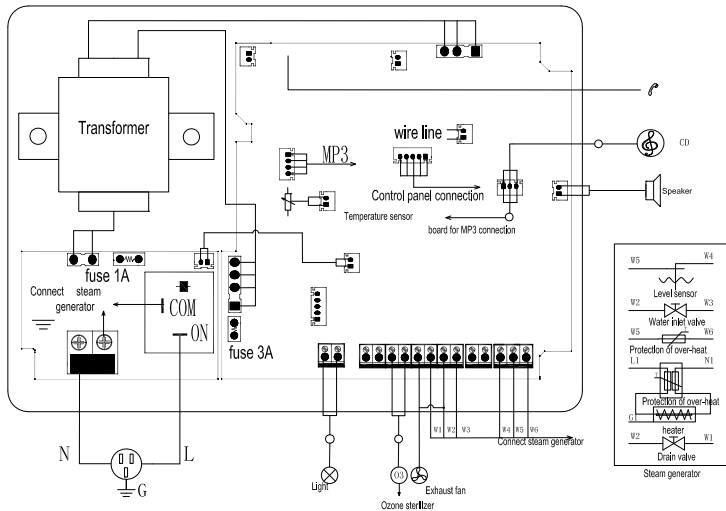 Transformer
MP3
wire line
CD
Control panel connection
Speaker
Temperature sensor
board for MP3 connection
fuse 1A
Connect steam
generator
COM
ON
fuse 3A
N
L
G
Light
O3
Ozone sterilizer
Exhaust fan
W1 W2 W3
W4 W5 W6
Connect steam generator
W5 W4
Level sensor
W2 W3
Water inlet valve
W5 W6
Protection of over-heat
L1 N1
Protection of over-heat
G
heater
W2 W1
Drain valve
Steam generator